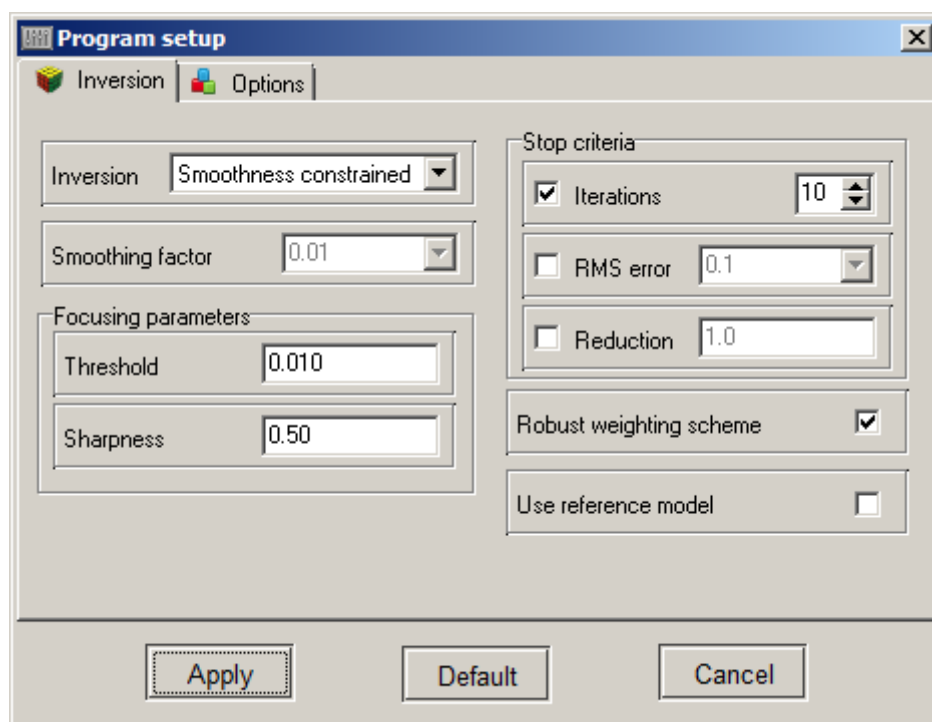 Program setup
Inversion
Options
Inversion
Smoothness constrained
Smoothing factor
0.01
Focusing parameters
Threshold
0.010
Sharpness
0.50
Stop criteria
Iterations
10
RMS error
0.1
Reduction
1.0
Robust weighting scheme
Use reference model
Apply
Default
Cancel